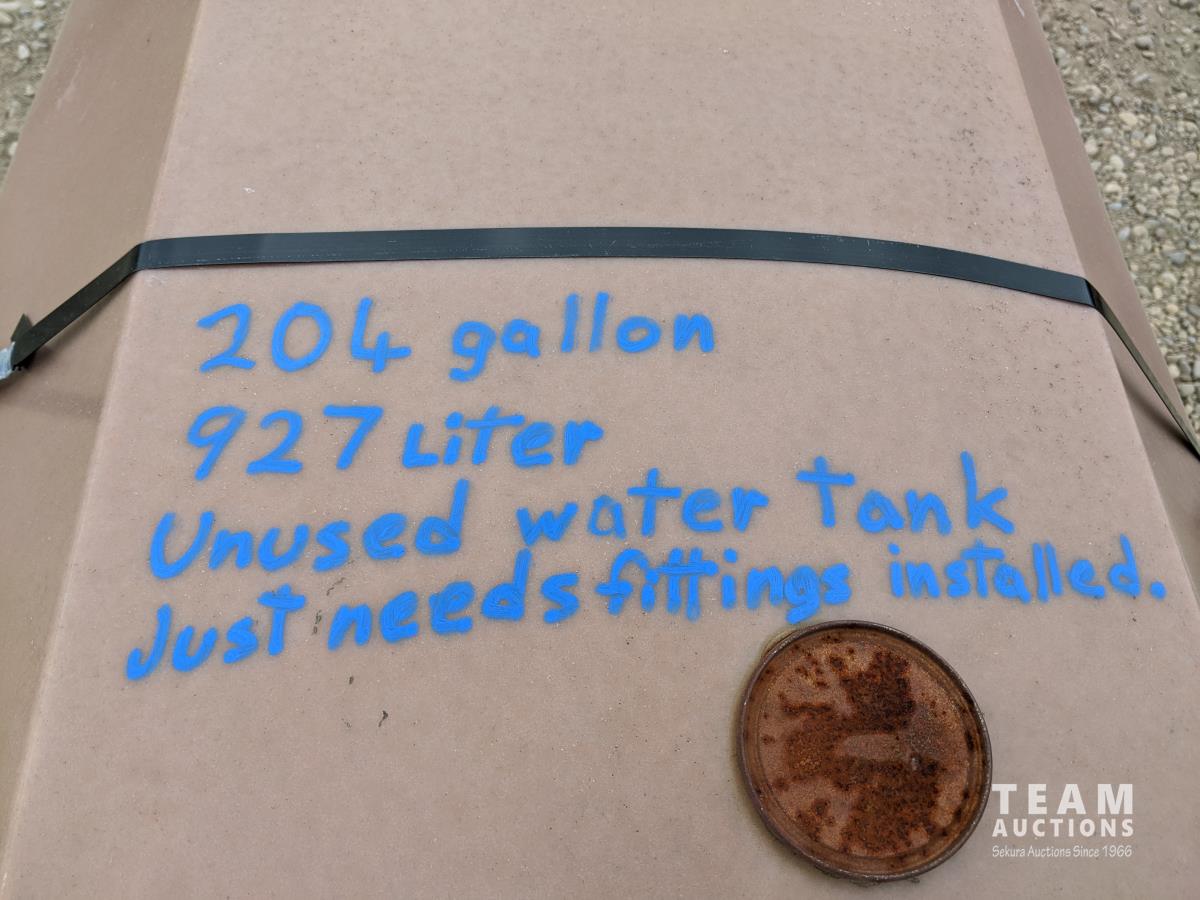 204 gallon
927 Liter
Unused water Tank
Just needs fittings installed.
TEAM
AUCTIONS
Sekura Auctions Since 1966